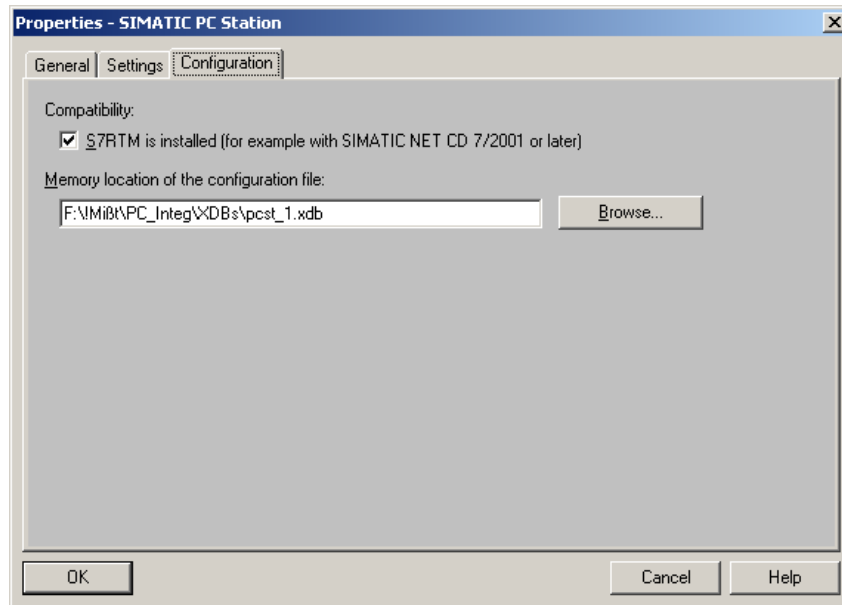 Properties - SIMATIC PC Station
General Settings Configuration
Compatibility:
S7RTM is installed (for example with SIMATIC NET CD 7/2001 or later)
Memory location of the configuration file:
F:\!Mißt\PC_Integ\XDBs\pcst_1.xdb Browse...
OK Cancel Help